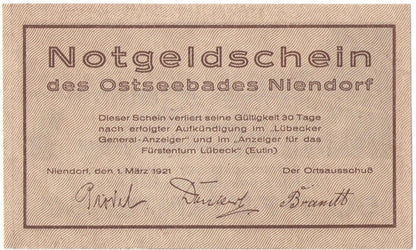 Notgeldschein
des Ostseebades Niendorf
Dieser Schein verliert seine Gültigkeit 30 Tage
nach erfolgter Aufkündigung im „Lübecker
General-Anzeiger" und im „Anzeiger für das
Fürstentum Lübeck" (Eutin)
Niendorf, den 1. März 1921 Der Ortsausschuß
Brandt